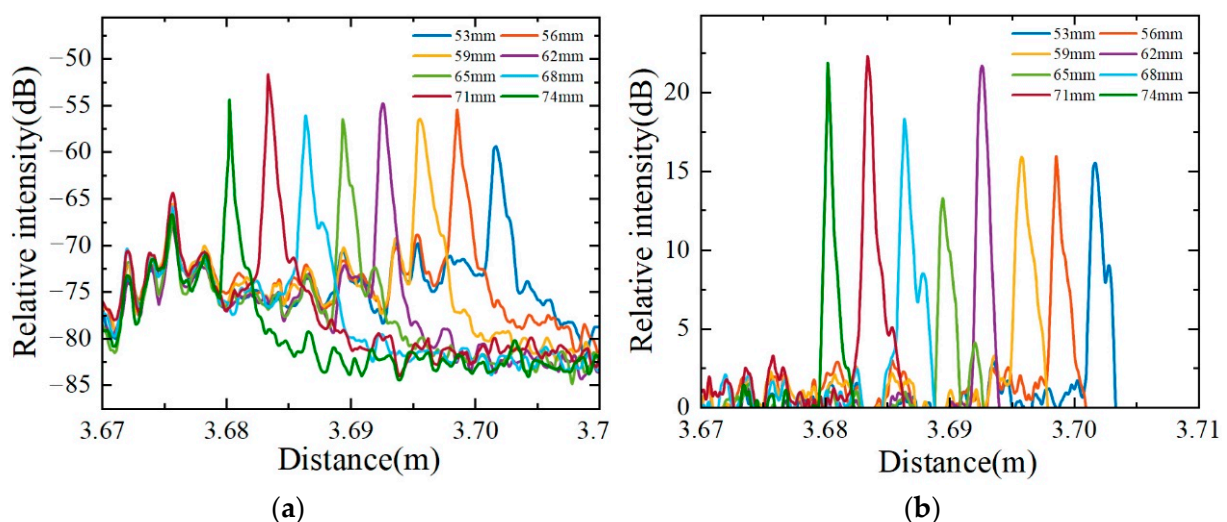 53mm 56mm
59mm 62mm
65mm 68mm
71mm 74mm
−50
−55
−60
−65
−70
−75
−80
−85
Relative intensity(dB)
3.67 3.68 3.69 3.70 3.7
Distance(m)
(a)
53mm 56mm
59mm 62mm
65mm 68mm
71mm 74mm
20
15
10
5
0
Relative intensity(dB)
3.67 3.68 3.69 3.70 3.71
Distance(m)
(b)